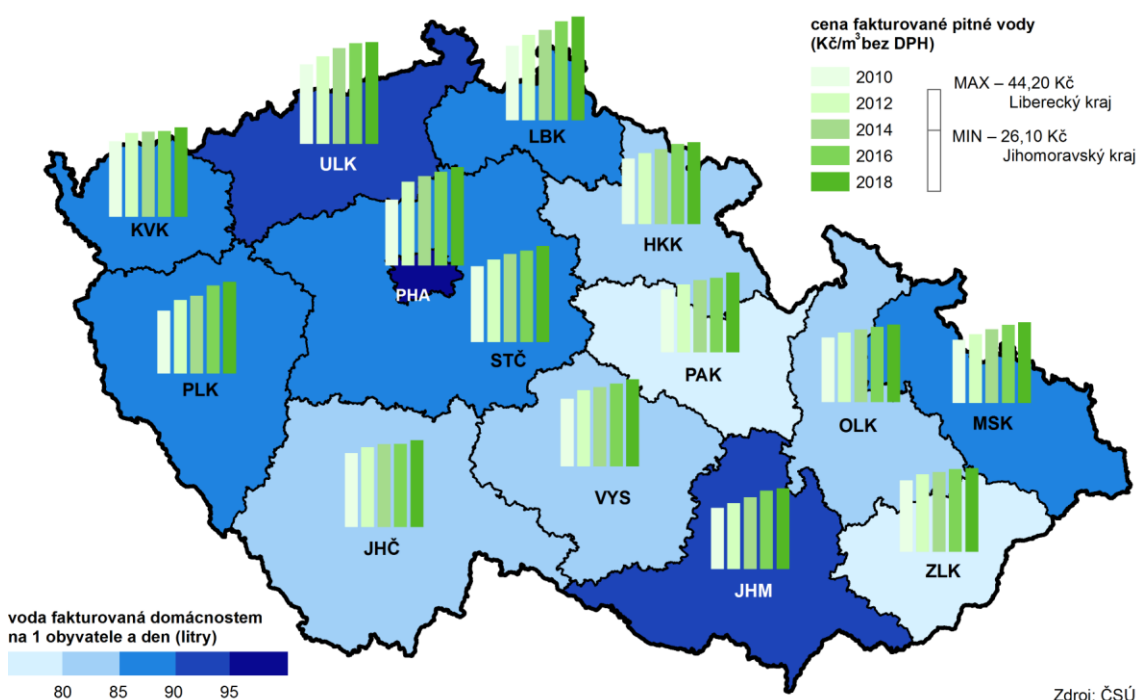 cena fakturované pitné vody
(Kč/m³ bez DPH)
2010
2012
2014
2016
2018
MAX – 44,20 Kč
Liberecký kraj
MIN – 26,10 Kč
Jihomoravský kraj
ULK
LBK
KVK
HKK
PHA
STČ
PLK
PAK
OLK
MSK
VYS
JHČ
JHM
ZLK
voda fakturovaná domácnostem
na 1 obyvatele a den (litry)
80 85 90 95
Zdroj: ČSÚ